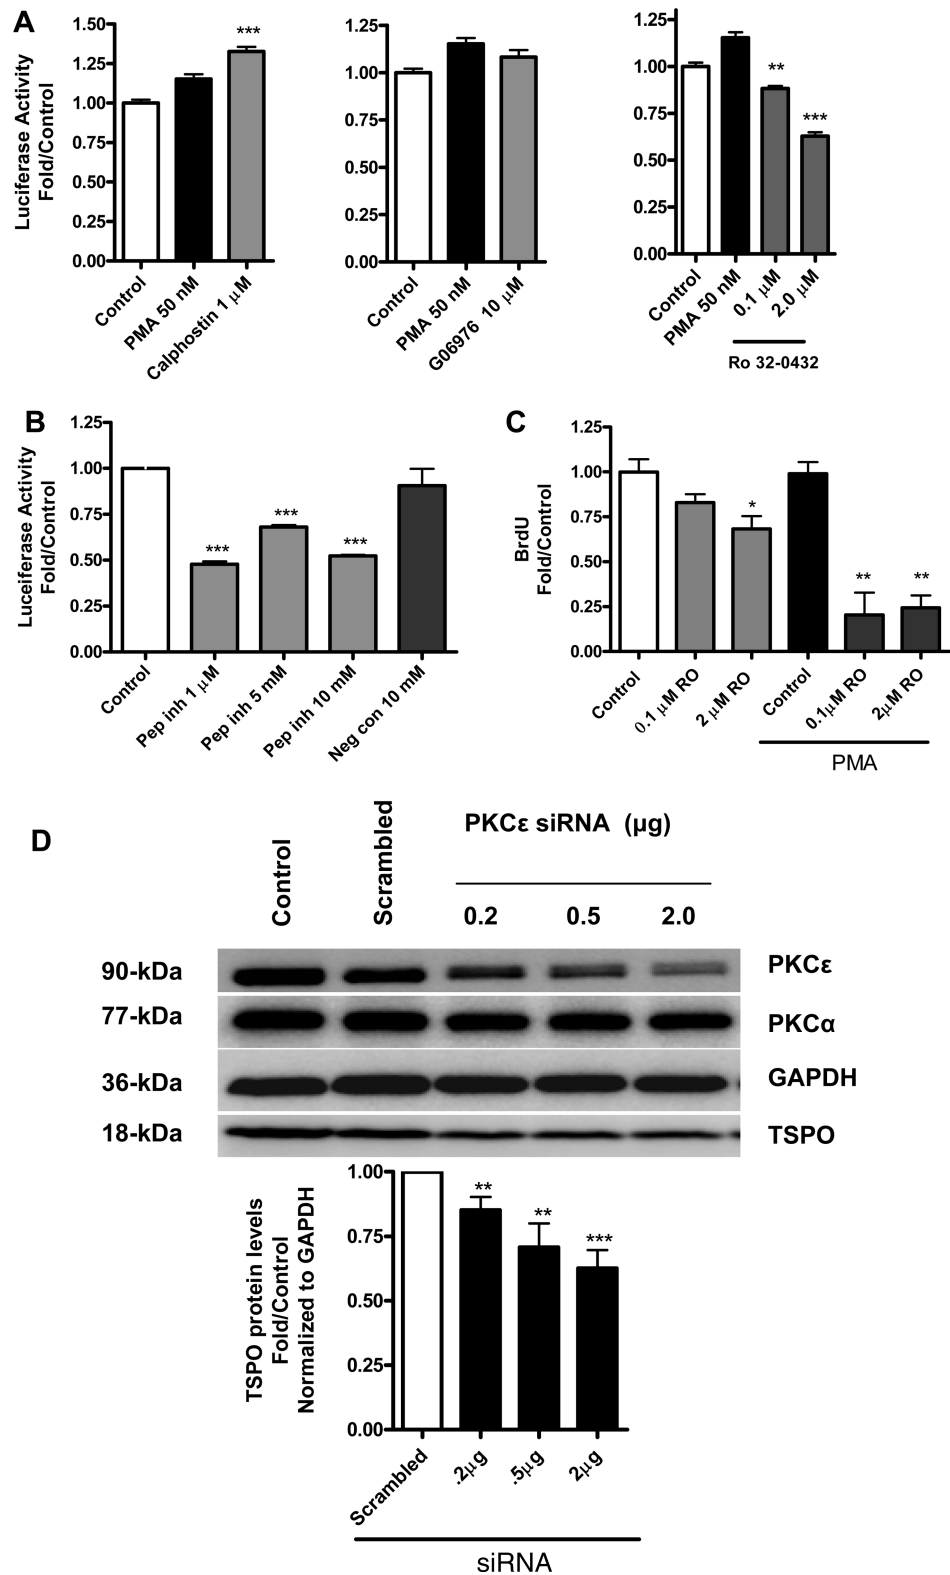 A
Luciferase Activity
Fold/Control
1.50
1.25
1.00
0.75
0.50
0.25
0.00
***
Control
PMA 50 nM
Calphostin 1 µM
1.25
1.00
0.75
0.50
0.25
0.00
Control
PMA 50 nM
G06976 10 µM
1.25
1.00
0.75
0.50
0.25
0.00
**
***
Control
PMA 50 nM
0.1 µM
2.0 µM
Ro 32-0432
B
Luceiferase Activity
Fold/Control
1.25
1.00
0.75
0.50
0.25
0.00
***
***
***
Control
Pep inh 1 µM
Pep inh 5 mM
Pep inh 10 mM
Neg con 10 mM
C
BrdU
Fold/Control
1.25
1.00
0.75
0.50
0.25
0.00
*
**
**
Control
0.1 µM RO
2 µM RO
Control
0.1µM RO
2µM RO
PMA
D
Control
Scrambled
PKCε siRNA (µg)
0.2 0.5 2.0
90-kDa PKCε
77-kDa PKCα
36-kDa GAPDH
18-kDa TSPO
TSPO protein levels
Fold/Control
Normalized to GAPDH
1.00
0.75
0.50
0.25
0.00
**
**
***
Scrambled
.2µg
.5µg
2µg
siRNA